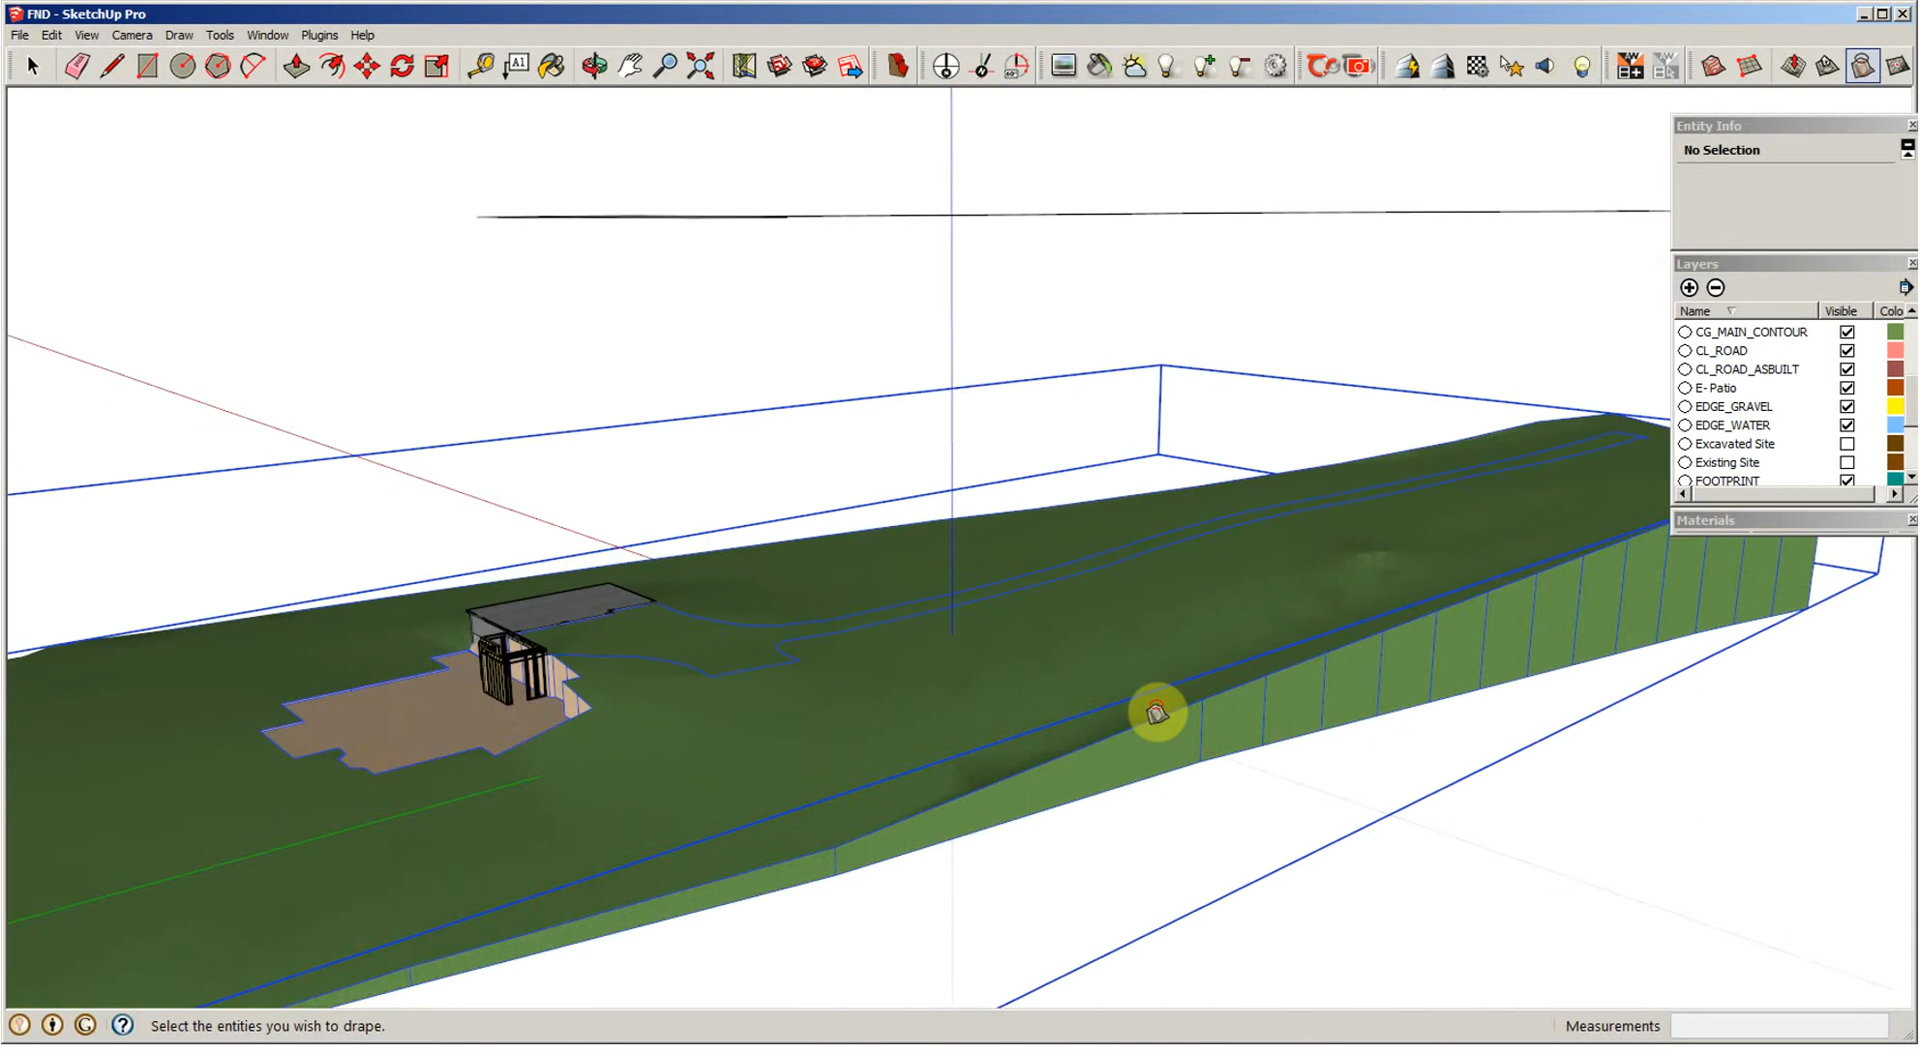 FND - SketchUp Pro
File Edit View Camera Draw Tools Window Plugins Help
A1
Entity Info
No Selection
Layers
Name Visible Colo
CG_MAIN_CONTOUR
CL_ROAD
CL_ROAD_ASBUILT
E- Patio
EDGE_GRAVEL
EDGE_WATER
Excavated Site
Existing Site
FOOTPRINT
Materials
Select the entities you wish to drape.
Measurements